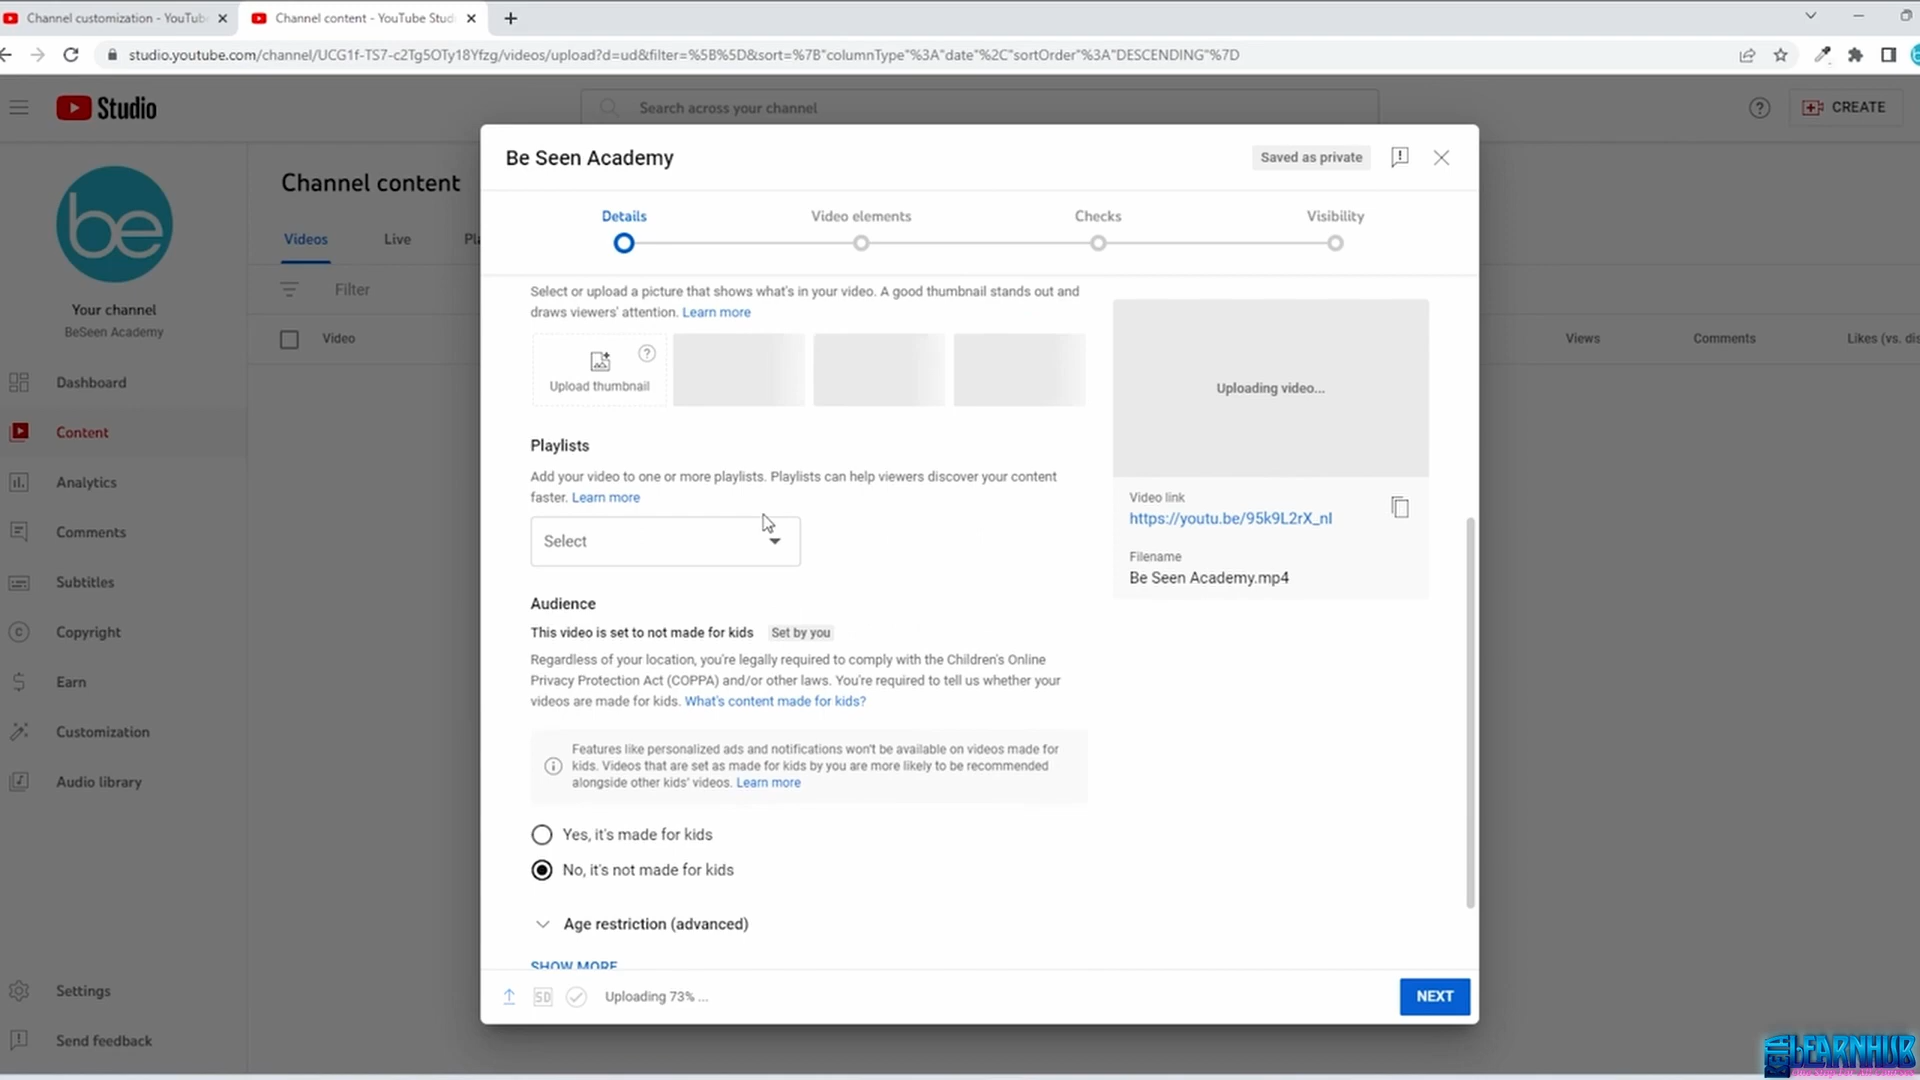 Channel customization - YouTub
Channel content - YouTube Studi
studio.youtube.com/channel/UCG1f-TS7-c2Tg5OTy18Yfzg/videos/upload?d=ud&filter=%5B%5D&sort=%7B"columnType"%3A"date"%2C"sortOrder"%3A"DESCENDING"%7D
Studio
Search across your channel
CREATE
be
Your channel
BeSeen Academy
Dashboard
Content
Analytics
Comments
Subtitles
Copyright
Earn
Customization
Audio library
Settings
Send feedback
Channel content
Videos
Live
Pla
Filter
Video
Views
Comments
Likes (vs. dis
Be Seen Academy
Saved as private
Details
Video elements
Checks
Visibility
Select or upload a picture that shows what's in your video. A good thumbnail stands out and
draws viewers' attention. Learn more
Upload thumbnail
Playlists
Add your video to one or more playlists. Playlists can help viewers discover your content
faster. Learn more
Select
Audience
This video is set to not made for kids Set by you
Regardless of your location, you're legally required to comply with the Children's Online
Privacy Protection Act (COPPA) and/or other laws. You're required to tell us whether your
videos are made for kids. What's content made for kids?
Features like personalized ads and notifications won't be available on videos made for
kids. Videos that are set as made for kids by you are more likely to be recommended
alongside other kids' videos. Learn more
Yes, it's made for kids
No, it's not made for kids
Age restriction (advanced)
SHOW MORE
Uploading video...
Video link
https://youtu.be/95k9L2rX_nI
Filename
Be Seen Academy.mp4
SD
Uploading 73% ...
NEXT
LEARNHUB